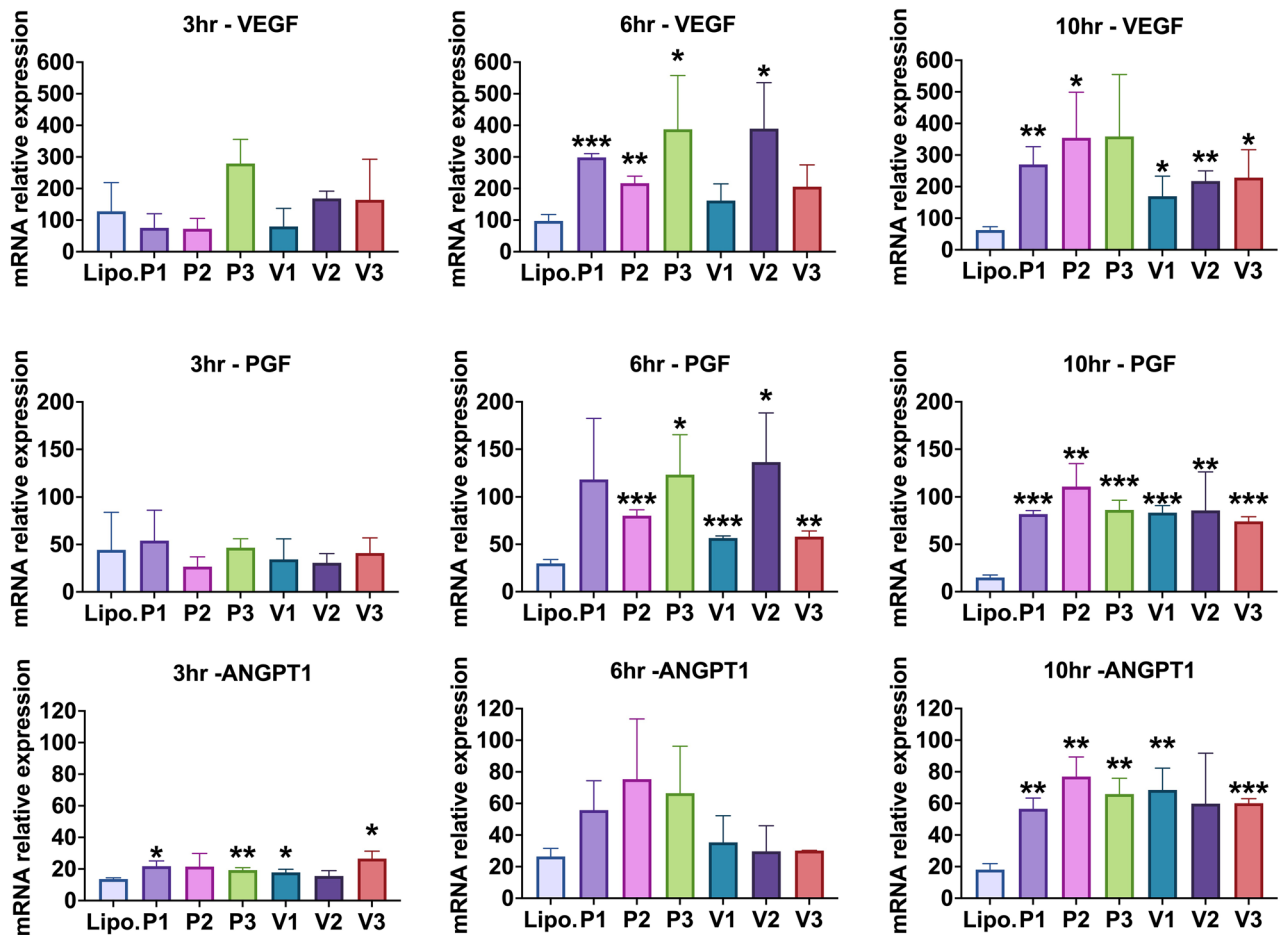 3hr - VEGF
mRNA relative expression
600
500
400
300
200
100
0
Lipo. P1 P2 P3 V1 V2 V3
6hr - VEGF
mRNA relative expression
600
500
400
300
200
100
0
*** ** * *
Lipo. P1 P2 P3 V1 V2 V3
10hr - VEGF
mRNA relative expression
600
500
400
300
200
100
0
** * * ** *
Lipo. P1 P2 P3 V1 V2 V3
3hr - PGF
mRNA relative expression
200
150
100
50
0
Lipo. P1 P2 P3 V1 V2 V3
6hr - PGF
mRNA relative expression
200
150
100
50
0
*** * *** * **
Lipo. P1 P2 P3 V1 V2 V3
10hr - PGF
mRNA relative expression
200
150
100
50
0
*** ** *** *** ** ***
Lipo. P1 P2 P3 V1 V2 V3
3hr -ANGPT1
mRNA relative expression
120
100
80
60
40
20
0
* ** * *
Lipo. P1 P2 P3 V1 V2 V3
6hr -ANGPT1
mRNA relative expression
120
100
80
60
40
20
0
Lipo. P1 P2 P3 V1 V2 V3
10hr -ANGPT1
mRNA relative expression
120
100
80
60
40
20
0
** ** ** ** ***
Lipo. P1 P2 P3 V1 V2 V3